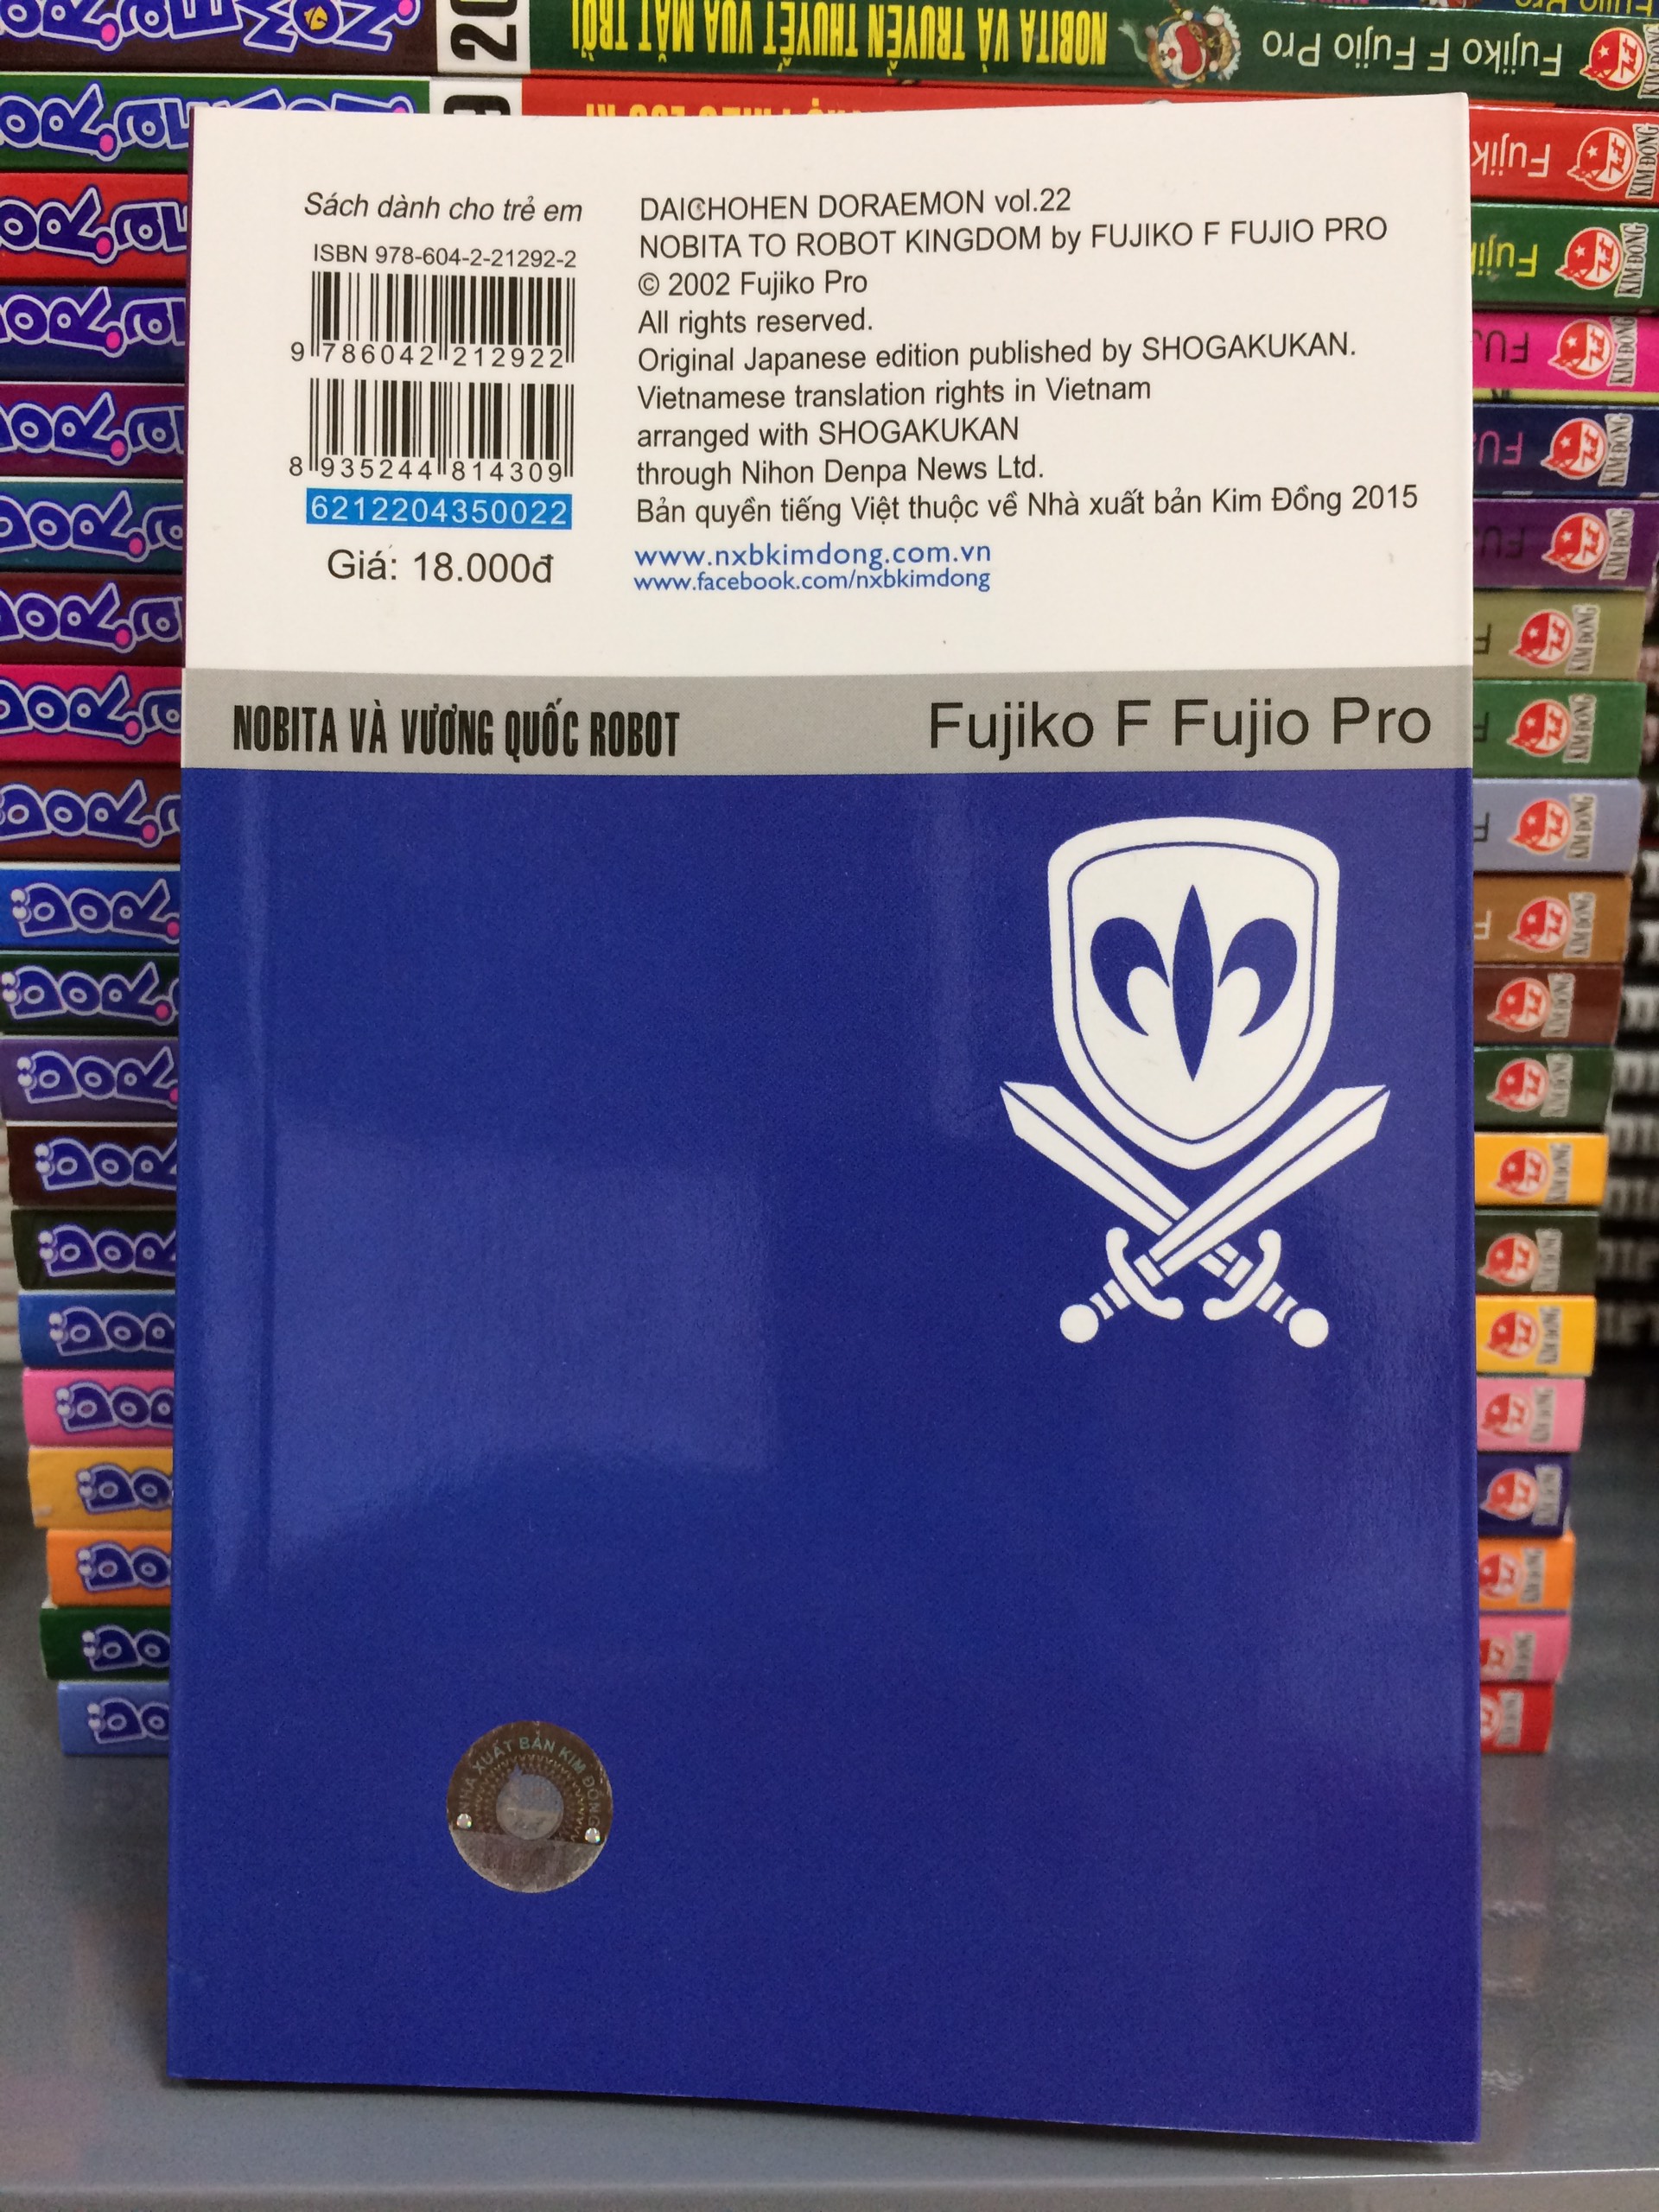 NOBITA VÀ TRUYỀN THUYẾT VUA MẶT TRỜI
Fujiko F Fujio Pro
Sách dành cho trẻ em
ISBN 978-604-2-21292-2
9 786042 212922
8 935244 814309
6212204350022
Giá: 18.000đ
DAICHOHEN DORAEMON vol.22
NOBITA TO ROBOT KINGDOM by FUJIKO F FUJIO PRO
© 2002 Fujiko Pro
All rights reserved.
Original Japanese edition published by SHOGAKUKAN.
Vietnamese translation rights in Vietnam
arranged with SHOGAKUKAN
through Nihon Denpa News Ltd.
Bản quyền tiếng Việt thuộc về Nhà xuất bản Kim Đồng 2015
www.nxbkimdong.com.vn
www.facebook.com/nxbkimdong
NOBITA VÀ VƯƠNG QUỐC ROBOT
Fujiko F Fujio Pro
NHÀ XUẤT BẢN KIM ĐỒNG
KIM ĐỒNG